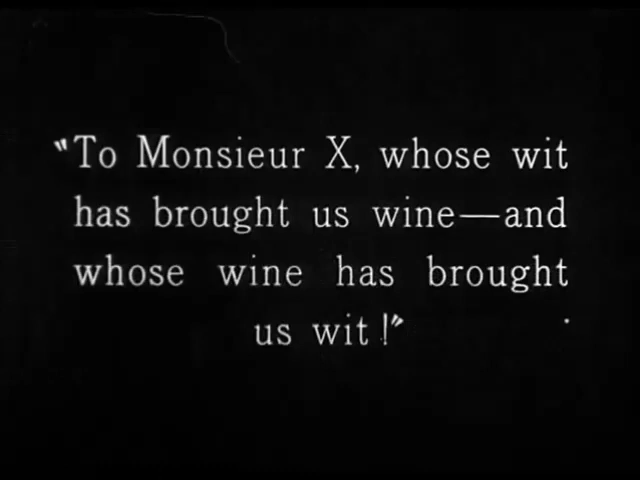 "To Monsieur X, whose wit
has brought us wine—and
whose wine has brought
us wit!"